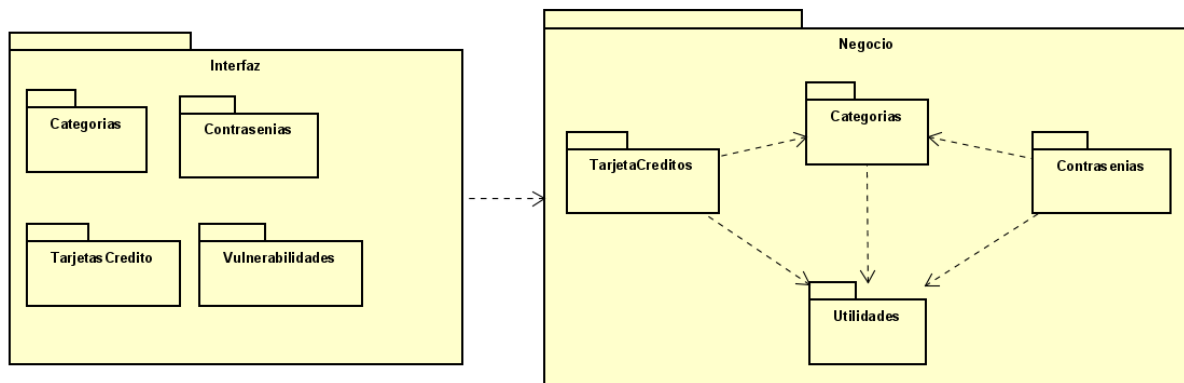 Interfaz
Categorias
Contrasenias
TarjetasCredito
Vulnerabilidades
Negocio
Categorias
TarjetaCreditos
Contrasenias
Utilidades